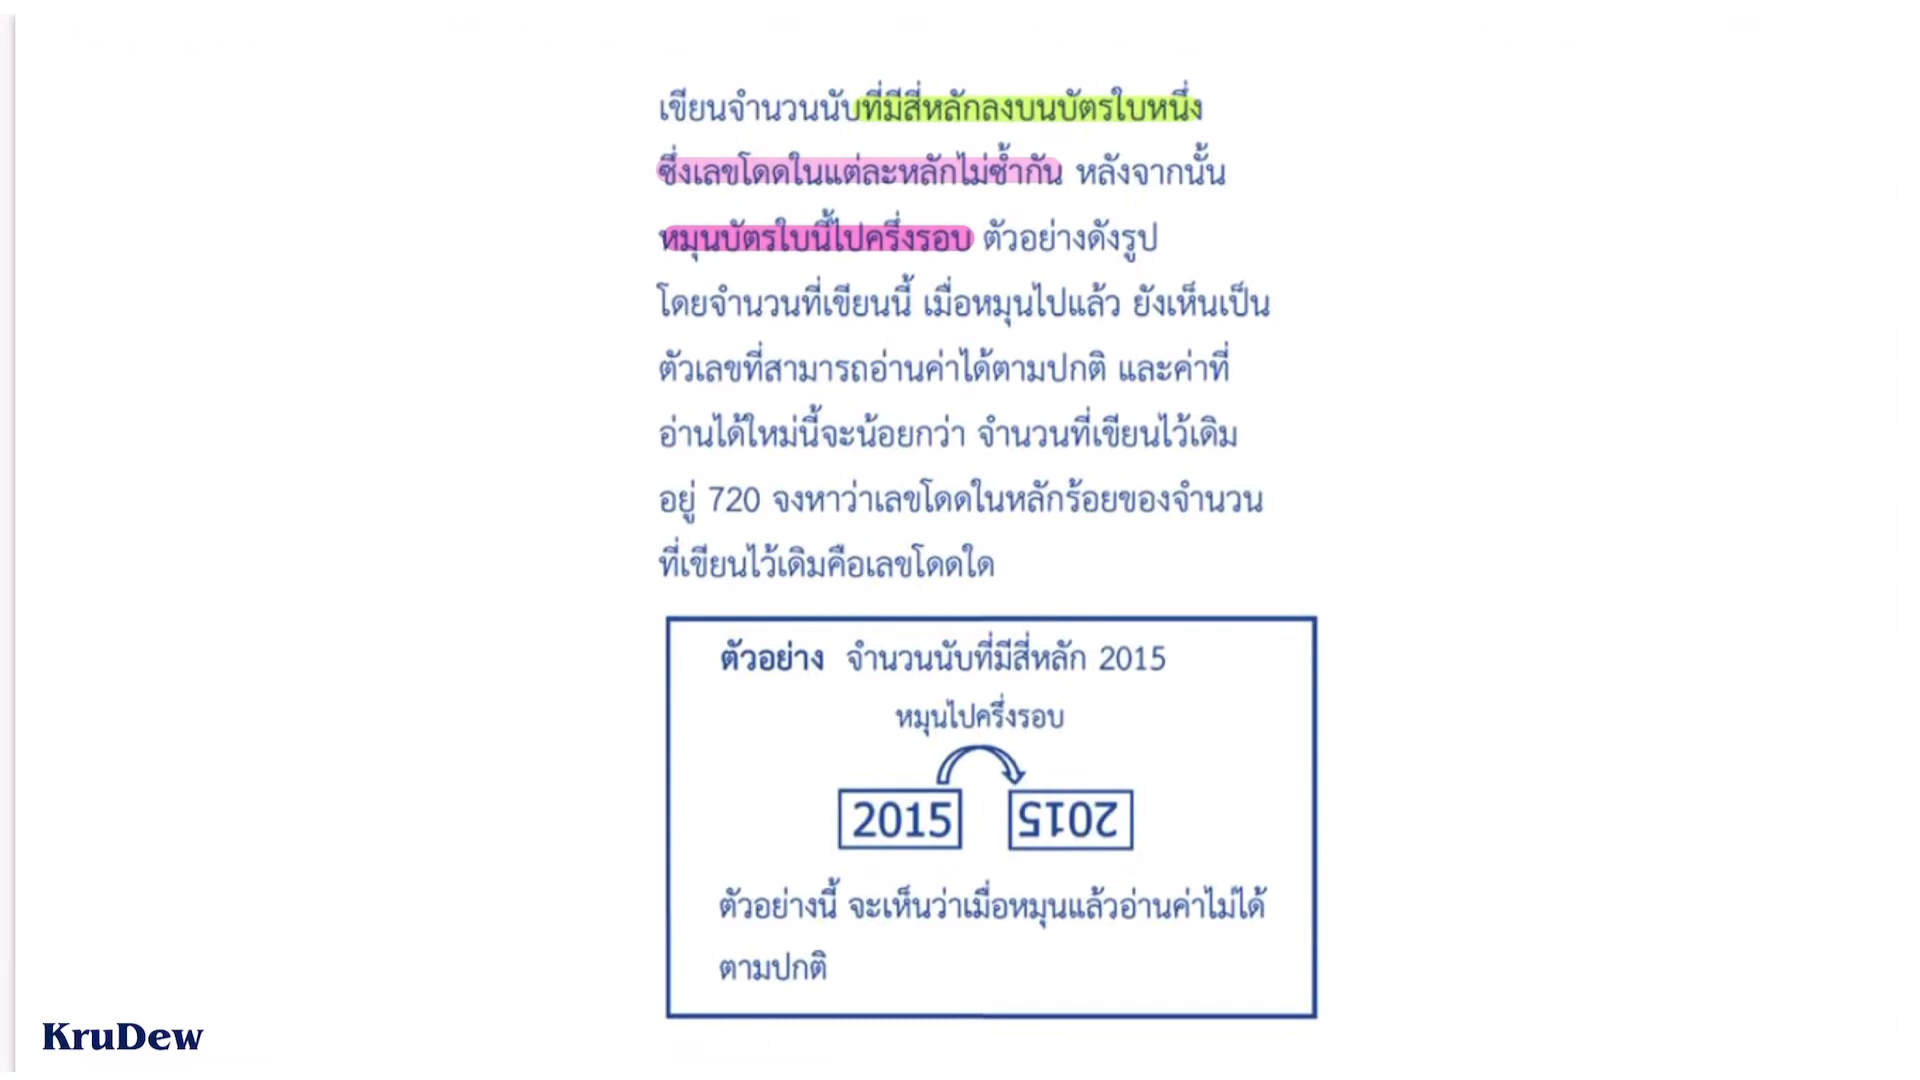 เขียนจำนวนนับที่มีสี่หลักลงบนบัตรใบหนึ่ง
ซึ่งเลขโดดในแต่ละหลักไม่ซ้ำกัน หลังจากนั้น
หมุนบัตรใบนี้ไปครึ่งรอบ ตัวอย่างดังรูป
โดยจำนวนที่เขียนนี้ เมื่อหมุนไปแล้ว ยังเห็นเป็น
ตัวเลขที่สามารถอ่านค่าได้ตามปกติ และค่าที่
อ่านได้ใหม่นี้จะน้อยกว่า จำนวนที่เขียนไว้เดิม
อยู่ 720 จงหาว่าเลขโดดในหลักร้อยของจำนวน
ที่เขียนไว้เดิมคือเลขโดดใด
ตัวอย่าง จำนวนนับที่มีสี่หลัก 2015
หมุนไปครึ่งรอบ
2015 2015
ตัวอย่างนี้ จะเห็นว่าเมื่อหมุนแล้วอ่านค่าไม่ได้
ตามปกติ
KruDew